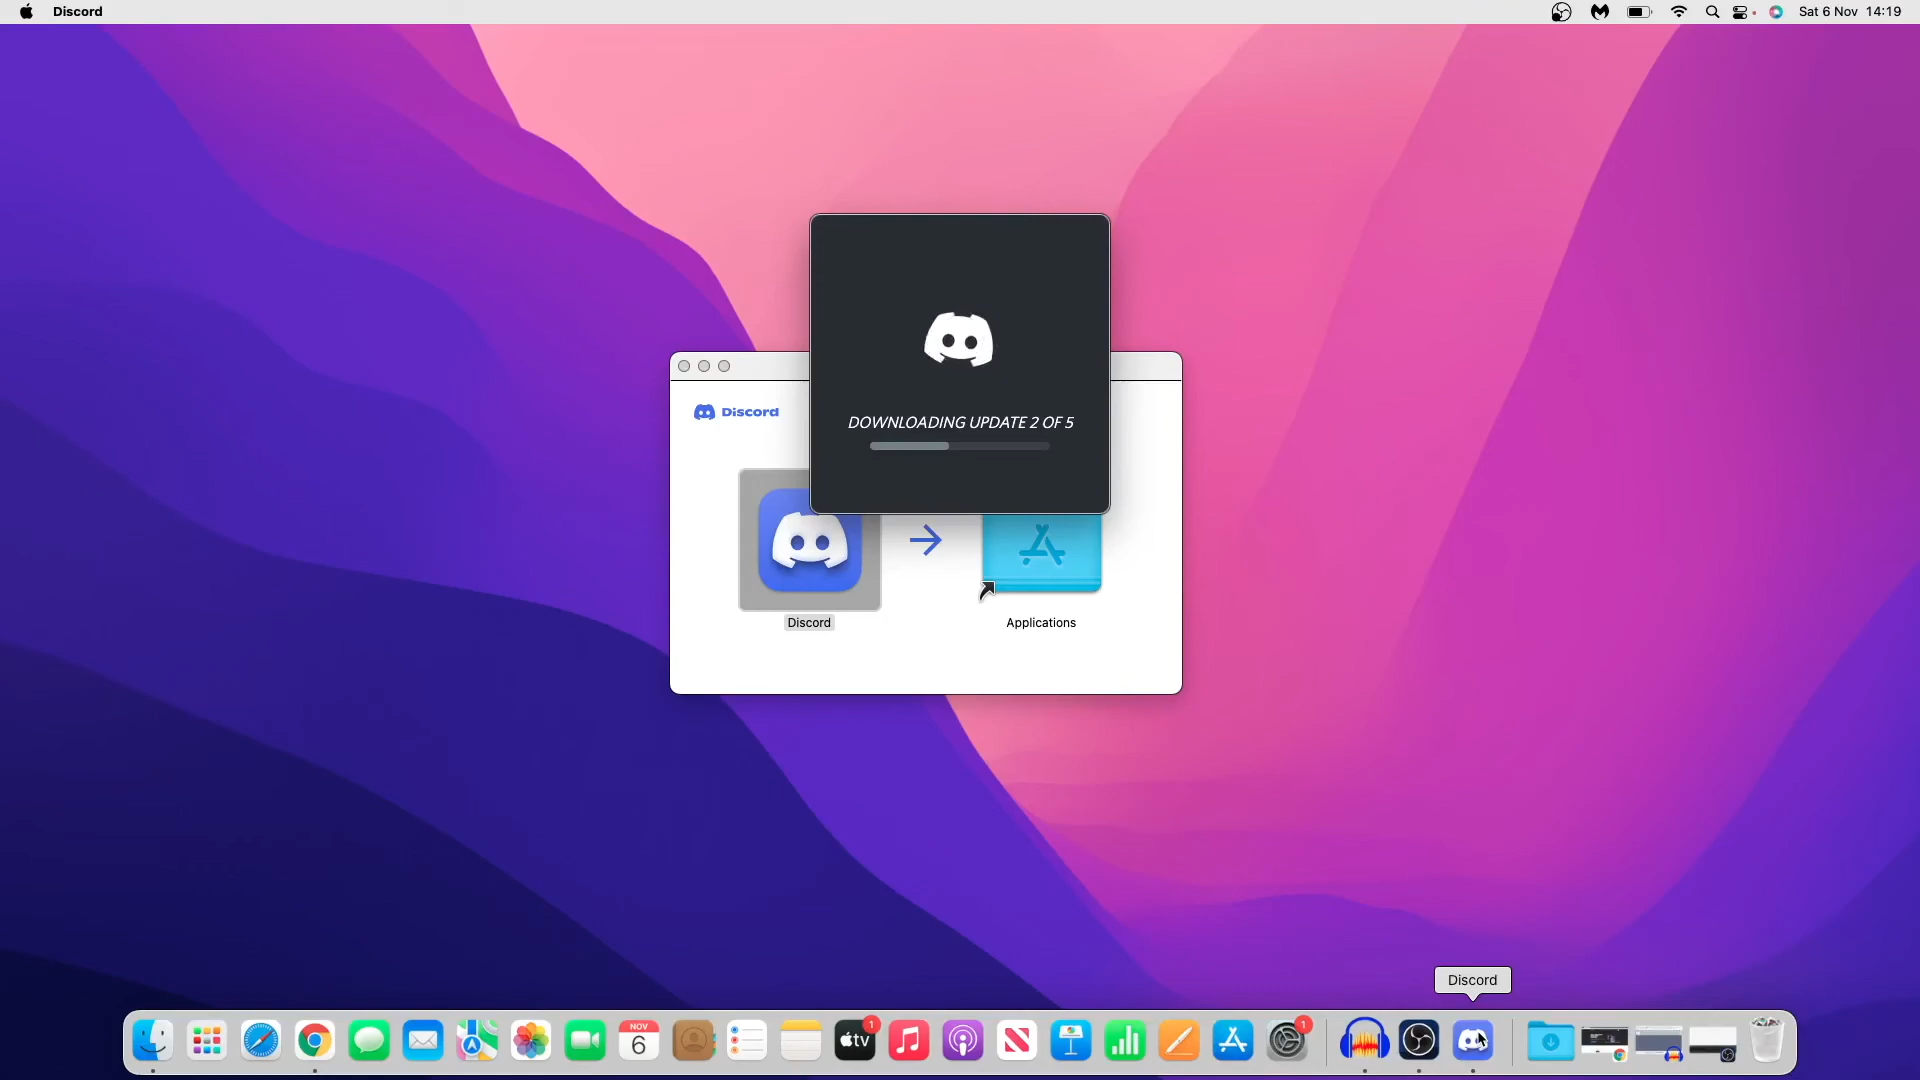 Discord
Sat 6 Nov 14:19
DOWNLOADING UPDATE 2 OF 5
Discord
Discord
Applications
Discord
NOV
6
tv
1
1